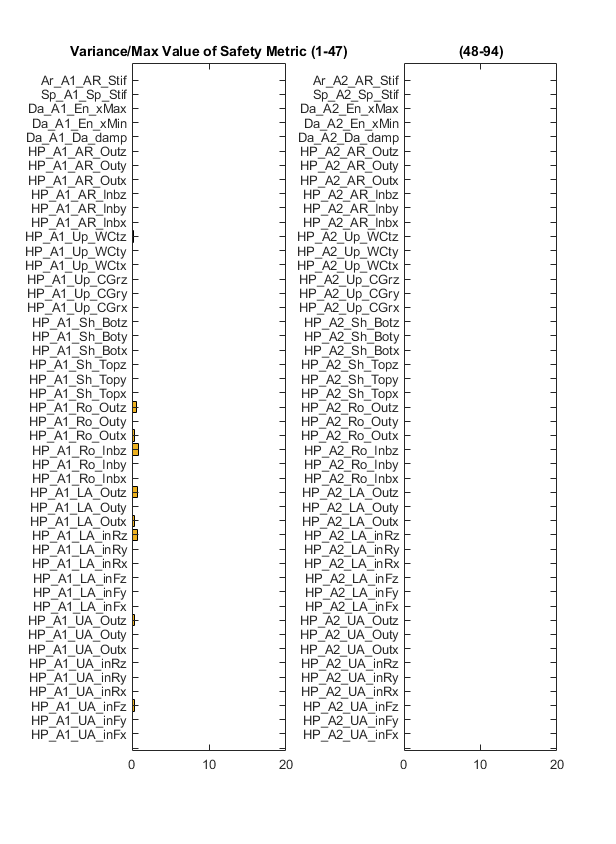 Variance/Max Value of Safety Metric (1-47)
Ar_A1_AR_Stif
Sp_A1_Sp_Stif
Da_A1_En_xMax
Da_A1_En_xMin
Da_A1_Da_damp
HP_A1_AR_Outz
HP_A1_AR_Outy
HP_A1_AR_Outx
HP_A1_AR_Inbz
HP_A1_AR_Inby
HP_A1_AR_Inbx
HP_A1_Up_WCtz
HP_A1_Up_WCty
HP_A1_Up_WCtx
HP_A1_Up_CGrz
HP_A1_Up_CGry
HP_A1_Up_CGrx
HP_A1_Sh_Botz
HP_A1_Sh_Boty
HP_A1_Sh_Botx
HP_A1_Sh_Topz
HP_A1_Sh_Topy
HP_A1_Sh_Topx
HP_A1_Ro_Outz
HP_A1_Ro_Outy
HP_A1_Ro_Outx
HP_A1_Ro_Inbz
HP_A1_Ro_Inby
HP_A1_Ro_Inbx
HP_A1_LA_Outz
HP_A1_LA_Outy
HP_A1_LA_Outx
HP_A1_LA_inRz
HP_A1_LA_inRy
HP_A1_LA_inRx
HP_A1_LA_inFz
HP_A1_LA_inFy
HP_A1_LA_inFx
HP_A1_UA_Outz
HP_A1_UA_Outy
HP_A1_UA_Outx
HP_A1_UA_inRz
HP_A1_UA_inRy
HP_A1_UA_inRx
HP_A1_UA_inFz
HP_A1_UA_inFy
HP_A1_UA_inFx
0 10 20
(48-94)
Ar_A2_AR_Stif
Sp_A2_Sp_Stif
Da_A2_En_xMax
Da_A2_En_xMin
Da_A2_Da_damp
HP_A2_AR_Outz
HP_A2_AR_Outy
HP_A2_AR_Outx
HP_A2_AR_Inbz
HP_A2_AR_Inby
HP_A2_AR_Inbx
HP_A2_Up_WCtz
HP_A2_Up_WCty
HP_A2_Up_WCtx
HP_A2_Up_CGrz
HP_A2_Up_CGry
HP_A2_Up_CGrx
HP_A2_Sh_Botz
HP_A2_Sh_Boty
HP_A2_Sh_Botx
HP_A2_Sh_Topz
HP_A2_Sh_Topy
HP_A2_Sh_Topx
HP_A2_Ro_Outz
HP_A2_Ro_Outy
HP_A2_Ro_Outx
HP_A2_Ro_Inbz
HP_A2_Ro_Inby
HP_A2_Ro_Inbx
HP_A2_LA_Outz
HP_A2_LA_Outy
HP_A2_LA_Outx
HP_A2_LA_inRz
HP_A2_LA_inRy
HP_A2_LA_inRx
HP_A2_LA_inFz
HP_A2_LA_inFy
HP_A2_LA_inFx
HP_A2_UA_Outz
HP_A2_UA_Outy
HP_A2_UA_Outx
HP_A2_UA_inRz
HP_A2_UA_inRy
HP_A2_UA_inRx
HP_A2_UA_inFz
HP_A2_UA_inFy
HP_A2_UA_inFx
0 10 20